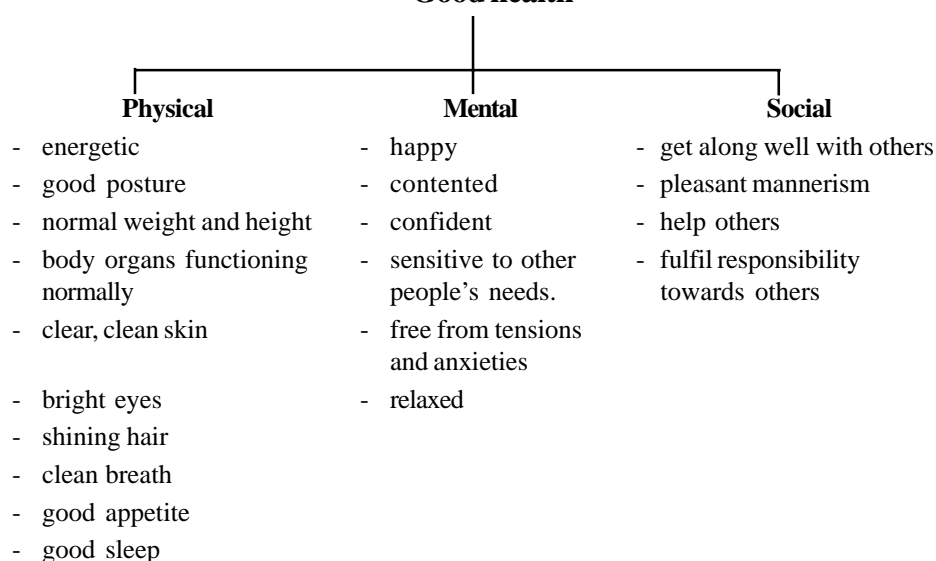 Good health
Physical
- energetic
- good posture
- normal weight and height
- body organs functioning
normally
- clear, clean skin
- bright eyes
- shining hair
- clean breath
- good appetite
- good sleep
Mental
- happy
- contented
- confident
- sensitive to other
people’s needs.
- free from tensions
and anxieties
- relaxed
Social
- get along well with others
- pleasant mannerism
- help others
- fulfil responsibility
towards others